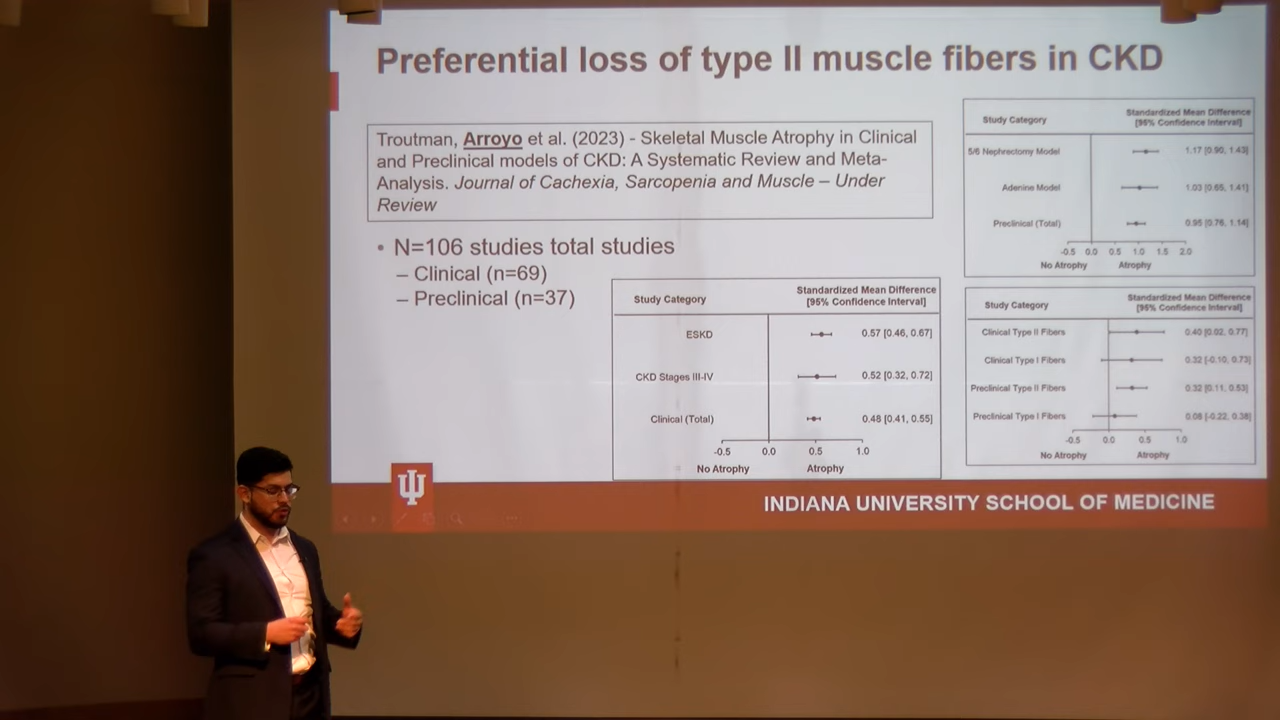 Preferential loss of type II muscle fibers in CKD
Troutman, Arroyo et al. (2023) - Skeletal Muscle Atrophy in Clinical
and Preclinical models of CKD: A Systematic Review and Meta-
Analysis. Journal of Cachexia, Sarcopenia and Muscle – Under
Review
• N=106 studies total studies
– Clinical (n=69)
– Preclinical (n=37)
Study Category Standardized Mean Difference
[95% Confidence Interval]
ESKD 0.57 [0.46, 0.67]
CKD Stages III-IV 0.52 [0.32, 0.72]
Clinical (Total) 0.48 [0.41, 0.55]
-0.5 0.0 0.5 1.0
No Atrophy Atrophy
Study Category Standardized Mean Difference
[95% Confidence Interval]
5/6 Nephrectomy Model 1.17 [0.90, 1.43]
Adenine Model 1.03 [0.65, 1.41]
Preclinical (Total) 0.95 [0.76, 1.14]
-0.5 0.0 0.5 1.0 1.5 2.0
No Atrophy Atrophy
Study Category Standardized Mean Difference
[95% Confidence Interval]
Clinical Type II Fibers 0.40 [0.02, 0.77]
Clinical Type I Fibers 0.32 [-0.10, 0.73]
Preclinical Type II Fibers 0.32 [0.11, 0.53]
Preclinical Type I Fibers 0.08 [-0.22, 0.38]
-0.5 0.0 0.5 1.0
No Atrophy Atrophy
INDIANA UNIVERSITY SCHOOL OF MEDICINE